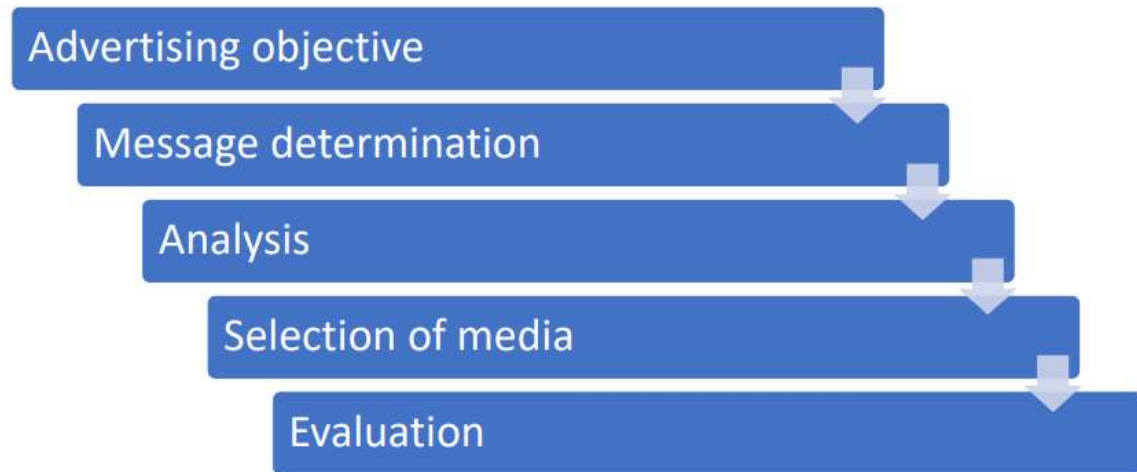 Advertising objective
Message determination
Analysis
Selection of media
Evaluation